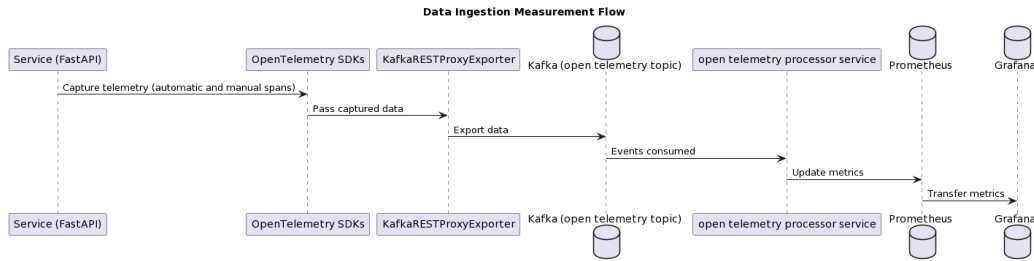 Data Ingestion Measurement Flow
Service (FastAPI)
OpenTelemetry SDKs
KafkaRESTProxyExporter
Kafka (open telemetry topic)
open telemetry processor service
Prometheus
Grafana
Capture telemetry (automatic and manual spans)
Pass captured data
Export data
Events consumed
Update metrics
Transfer metrics
Service (FastAPI)
OpenTelemetry SDKs
KafkaRESTProxyExporter
Kafka (open telemetry topic)
open telemetry processor service
Prometheus
Grafana